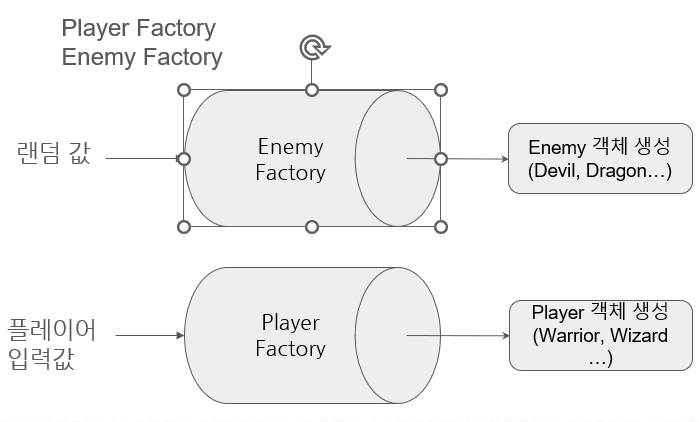 Player Factory
Enemy Factory
랜덤 값
Enemy
Factory
Enemy 객체 생성
(Devil, Dragon…)
플레이어
입력값
Player
Factory
Player 객체 생성
(Warrior, Wizard
…)